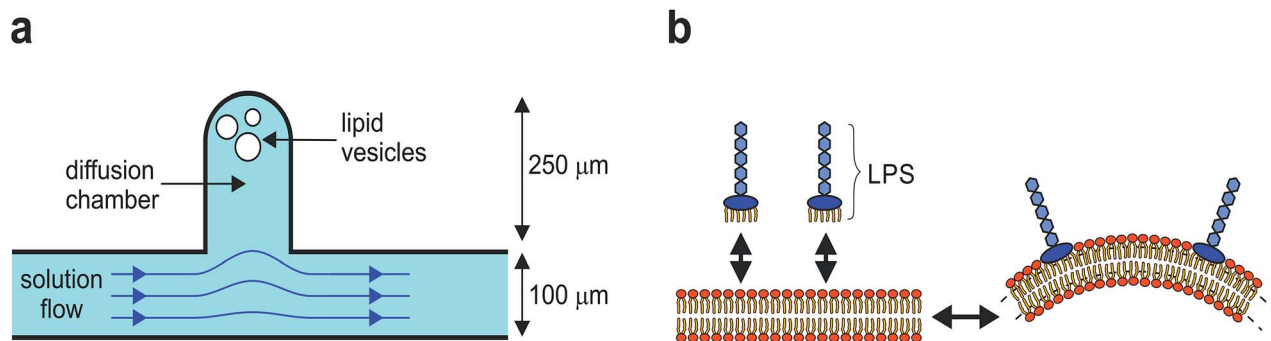 a
b
lipid
vesicles
diffusion
chamber
250 μm
LPS
solution
flow
100 μm